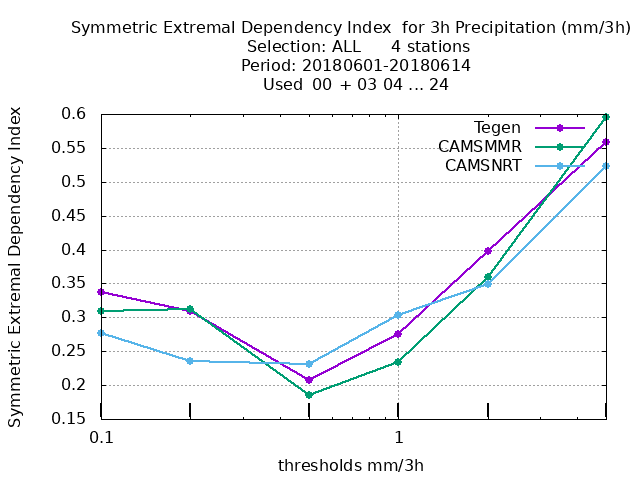 Symmetric Extremal Dependency Index  for 3h Precipitation (mm/3h)
Selection: ALL      4 stations
Period: 20180601-20180614
Used  00 + 03 04 ... 24
Symmetric Extremal Dependency Index
0.6
0.55
0.5
0.45
0.4
0.35
0.3
0.25
0.2
0.15
Tegen
CAMSMMR
CAMSNRT
0.1
1
thresholds mm/3h